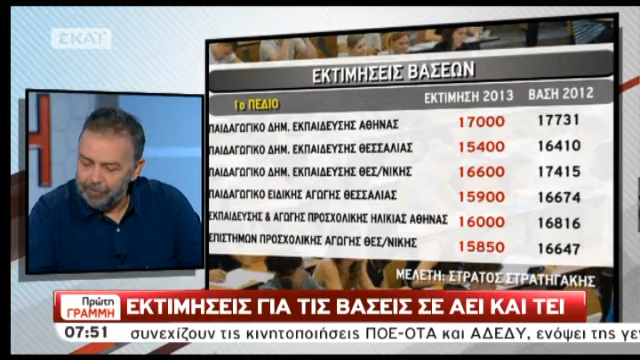 ΣΚΑΪ
ΕΚΤΙΜΗΣΕΙΣ ΒΑΣΕΩΝ
1ο ΠΕΔΙΟ ΕΚΤΙΜΗΣΗ 2013 ΒΑΣΗ 2012
ΠΑΙΔΑΓΩΓΙΚΟ ΔΗΜ. ΕΚΠΑΙΔΕΥΣΗΣ ΑΘΗΝΑΣ 17000 17731
ΠΑΙΔΑΓΩΓΙΚΟ ΔΗΜ. ΕΚΠΑΙΔΕΥΣΗΣ ΘΕΣΣΑΛΙΑΣ 15400 16410
ΠΑΙΔΑΓΩΓΙΚΟ ΔΗΜ. ΕΚΠΑΙΔΕΥΣΗΣ ΘΕΣ/ΝΙΚΗΣ 16600 17415
ΠΑΙΔΑΓΩΓΙΚΟ ΕΙΔΙΚΗΣ ΑΓΩΓΗΣ ΘΕΣΣΑΛΙΑΣ 15900 16674
ΕΚΠΑΙΔΕΥΣΗΣ & ΑΓΩΓΗΣ ΠΡΟΣΧΟΛΙΚΗΣ ΗΛΙΚΙΑΣ ΑΘΗΝΑΣ 16000 16816
ΕΠΙΣΤΗΜΩΝ ΠΡΟΣΧΟΛΙΚΗΣ ΑΓΩΓΗΣ ΘΕΣ/ΝΙΚΗΣ 15850 16647
ΜΕΛΕΤΗ: ΣΤΡΑΤΟΣ ΣΤΡΑΤΗΓΑΚΗΣ
Πρώτη
ΓΡΑΜΜΗ
ΕΚΤΙΜΗΣΕΙΣ ΓΙΑ ΤΙΣ ΒΑΣΕΙΣ ΣΕ ΑΕΙ ΚΑΙ ΤΕΙ
07:51 συνεχίζουν τις κινητοποιήσεις ΠΟΕ-ΟΤΑ και ΑΔΕΔΥ, ενόψει της γε